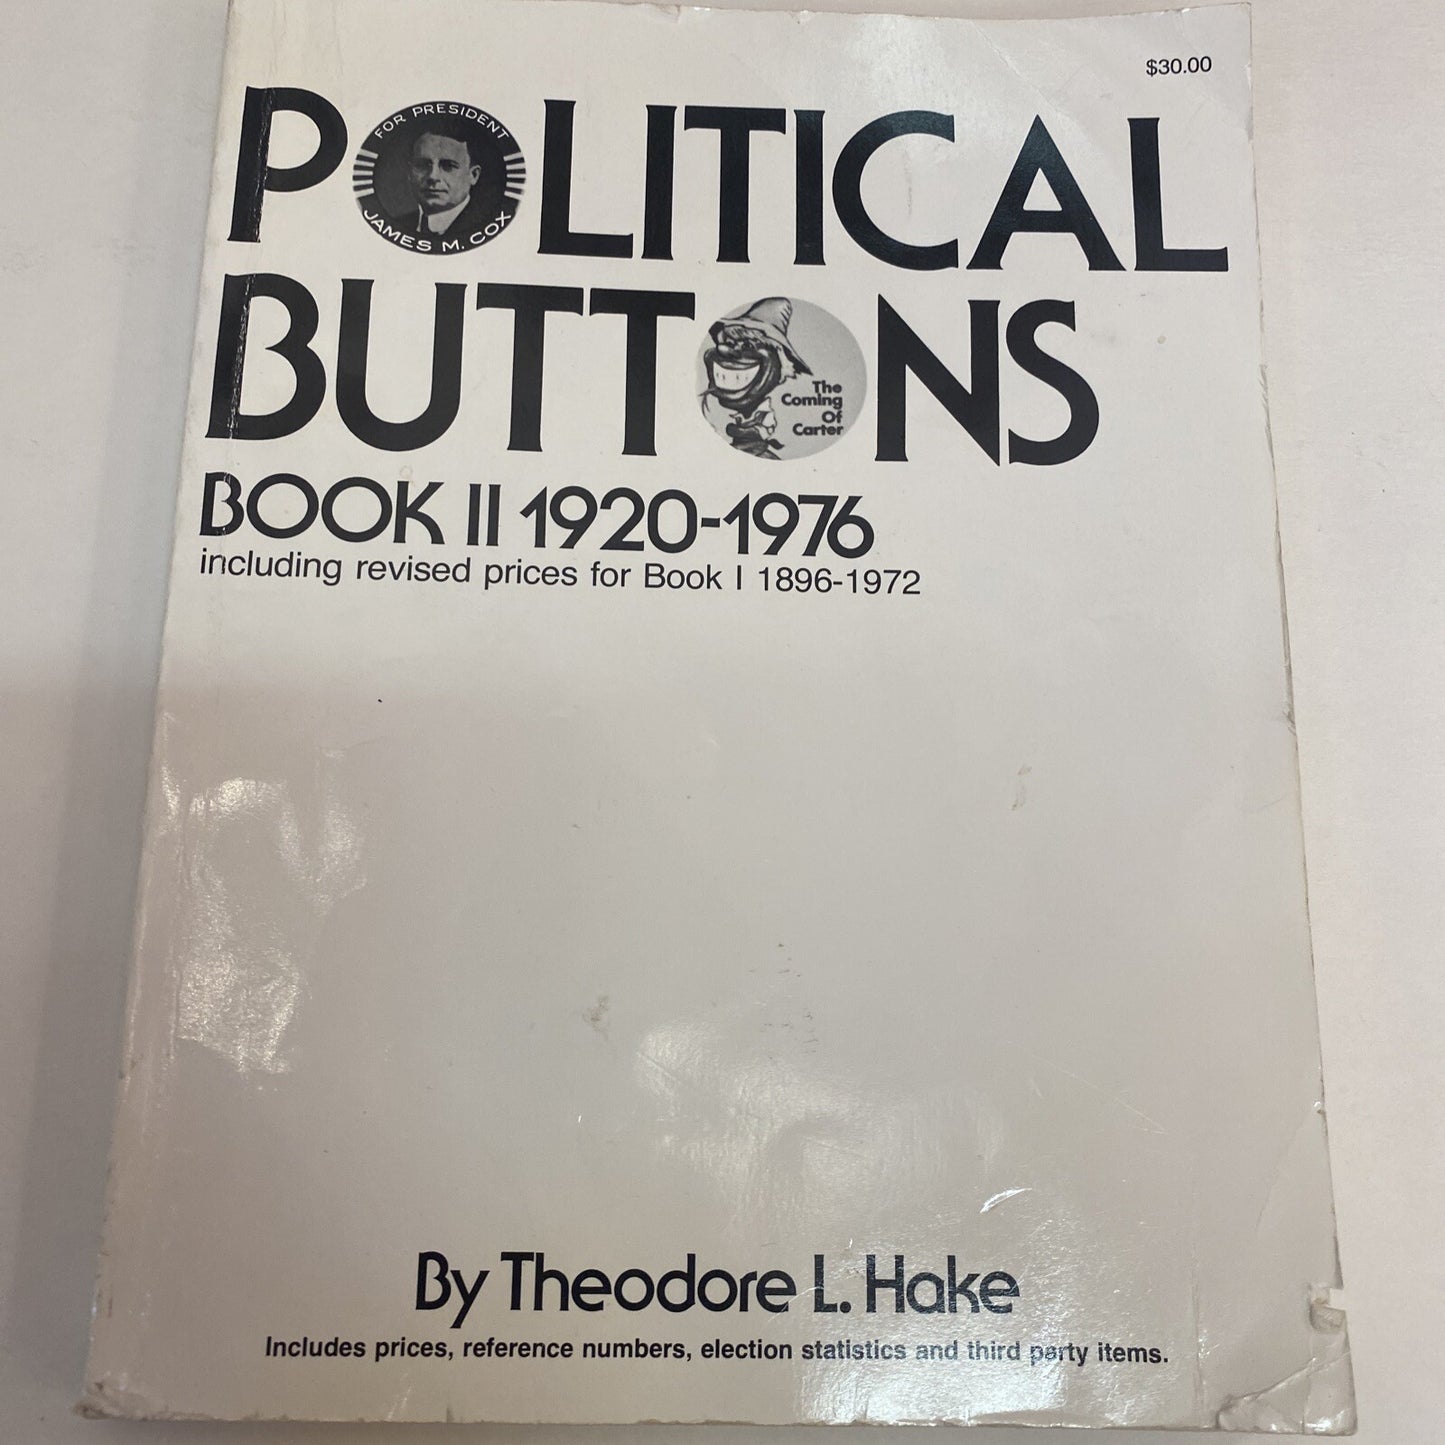 $30.00
POLITICAL
FOR PRESIDENT
JAMES M. COX
BUTTONS
The
Coming
Of
Carter
BOOK II 1920-1976
including revised prices for Book I 1896-1972
By Theodore L. Hake
Includes prices, reference numbers, election statistics and third party items.